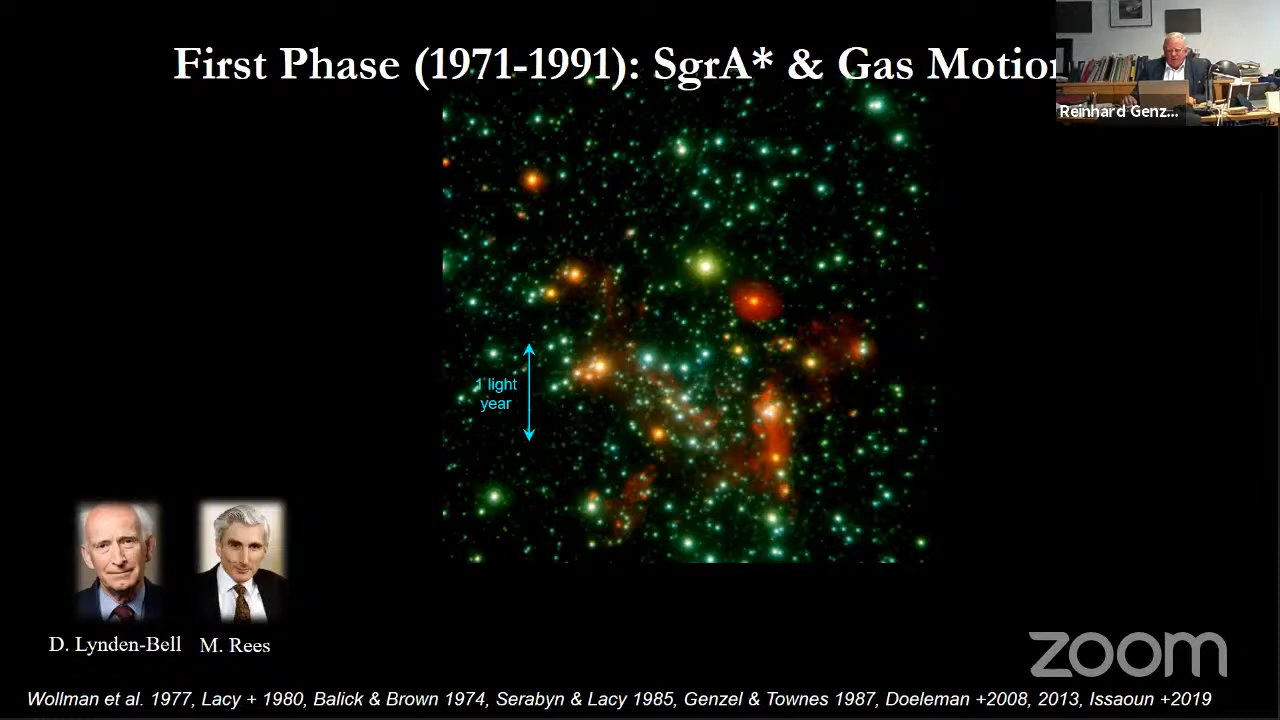 First Phase (1971-1991): SgrA* & Gas Motion
Reinhard Genz...
1 light
year
D. Lynden-Bell M. Rees
zoom
Wollman et al. 1977, Lacy + 1980, Balick & Brown 1974, Serabyn & Lacy 1985, Genzel & Townes 1987, Doeleman +2008, 2013, Issaoun +2019